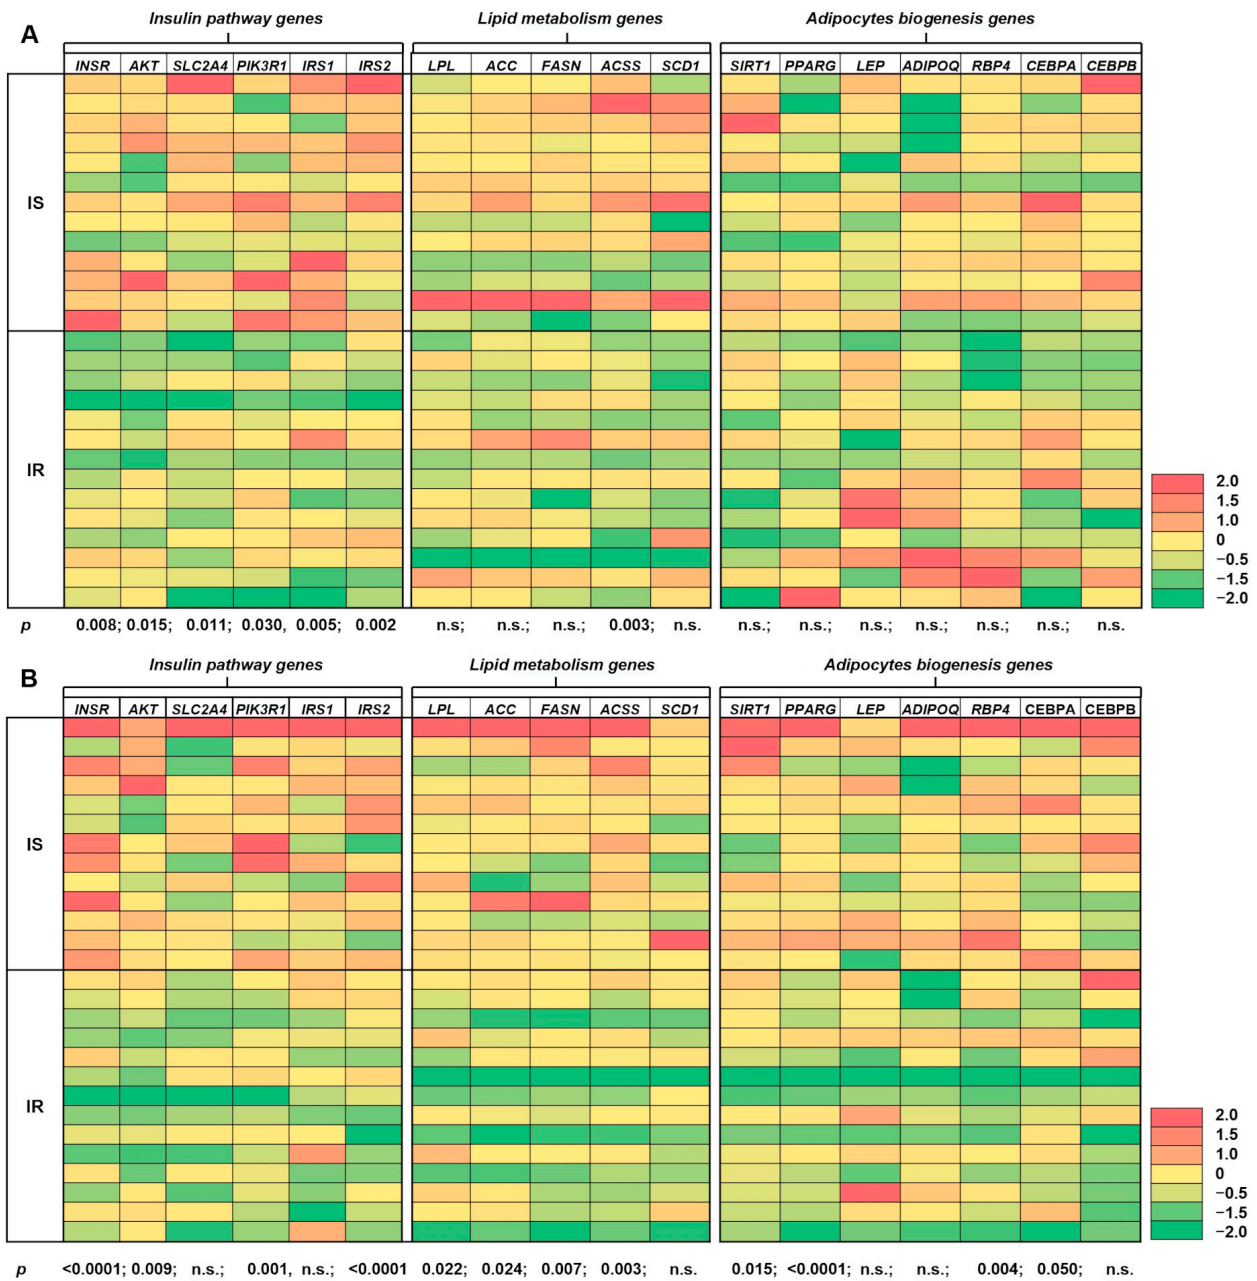 A
Insulin pathway genes Lipid metabolism genes Adipocytes biogenesis genes
INSR AKT SLC2A4 PIK3R1 IRS1 IRS2 LPL ACC FASN ACSS SCD1 SIRT1 PPARG LEP ADIPOQ RBP4 CEBPA CEBPB
IS
IR
2.0
1.5
1.0
0
−0.5
−1.5
−2.0
p 0.008; 0.015; 0.011; 0.030, 0.005; 0.002 n.s; n.s.; n.s.; 0.003; n.s. n.s.; n.s.; n.s.; n.s.; n.s.; n.s.; n.s.
B
Insulin pathway genes Lipid metabolism genes Adipocytes biogenesis genes
INSR AKT SLC2A4 PIK3R1 IRS1 IRS2 LPL ACC FASN ACSS SCD1 SIRT1 PPARG LEP ADIPOQ RBP4 CEBPA CEBPB
IS
IR
2.0
1.5
1.0
0
−0.5
−1.5
−2.0
p <0.0001; 0.009; n.s.; 0.001, n.s.; <0.0001 0.022; 0.024; 0.007; 0.003; n.s. 0.015; <0.0001; n.s.; n.s.; 0.004; 0.050; n.s.